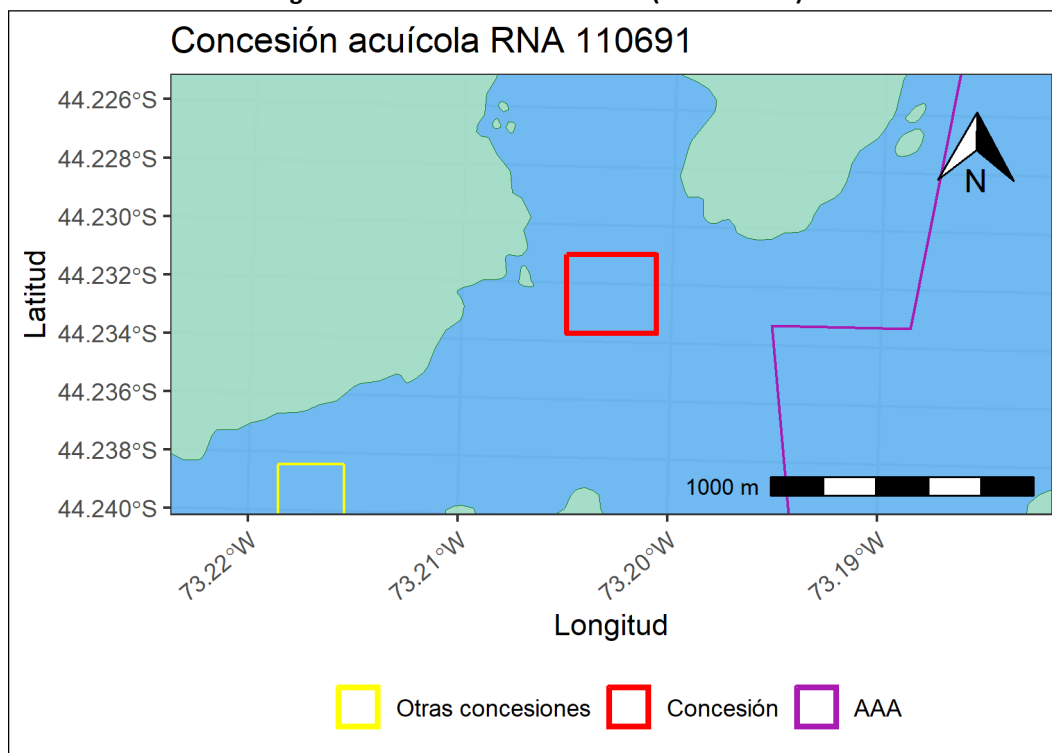 Concesión acuícola RNA 110691
44.226°S
44.228°S
44.230°S
44.232°S
44.234°S
44.236°S
44.238°S
44.240°S
Latitud
N
1000 m
73.22°W
73.21°W
73.20°W
73.19°W
Longitud
Otras concesiones
Concesión
AAA